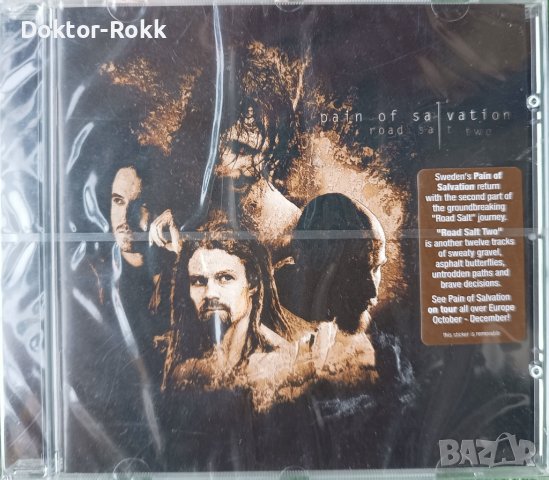 Doktor-Rokk
pain of salvation
road salt two
Sweden's Pain of
Salvation return
with the second part of
the groundbreaking
"Road Salt" journey.
"Road Salt Two"
is another twelve tracks
of sweaty gravel,
asphalt butterflies,
untrodden paths and
brave decisions.
See Pain of Salvation
on tour all over Europe
October - December!
this sticker is removable
BAZAR